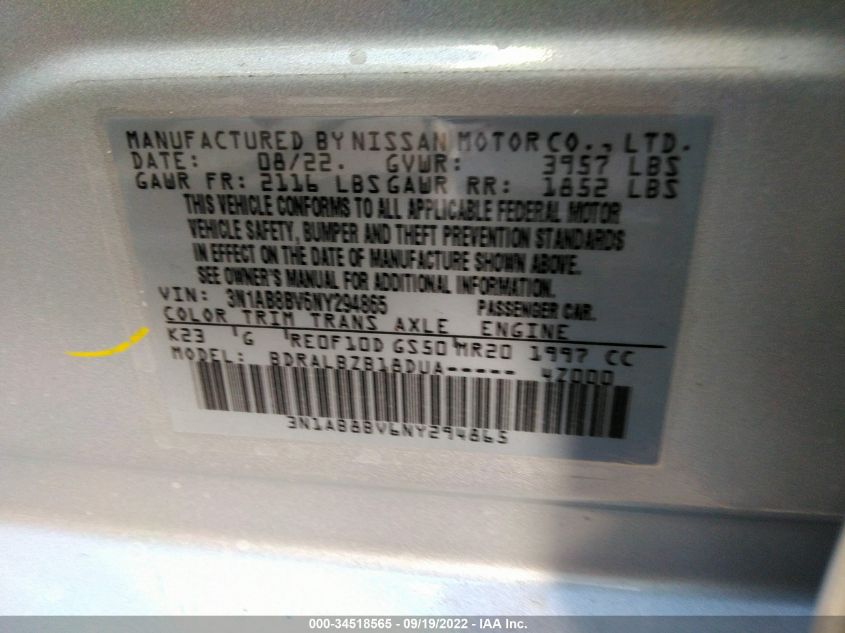 MANUFACTURED BY NISSAN MOTOR CO., LTD.
DATE: 08/22. GVWR: 3957 LBS
GAWR FR: 2116 LBS GAWR RR: 1852 LBS
THIS VEHICLE CONFORMS TO ALL APPLICABLE FEDERAL MOTOR
VEHICLE SAFETY, BUMPER AND THEFT PREVENTION STANDARDS
IN EFFECT ON THE DATE OF MANUFACTURE SHOWN ABOVE.
SEE OWNER'S MANUAL FOR ADDITIONAL INFORMATION.
VIN: 3N1AB8BV6NY294865 PASSENGER CAR.
COLOR TRIM TRANS AXLE ENGINE
K23 G RE0F10D GS50 MR20 1997 CC
MODEL: BDRALBZB18DUA----- 4Z000
3N1AB8BV6NY294865
000-34518565 - 09/19/2022 - IAA Inc.